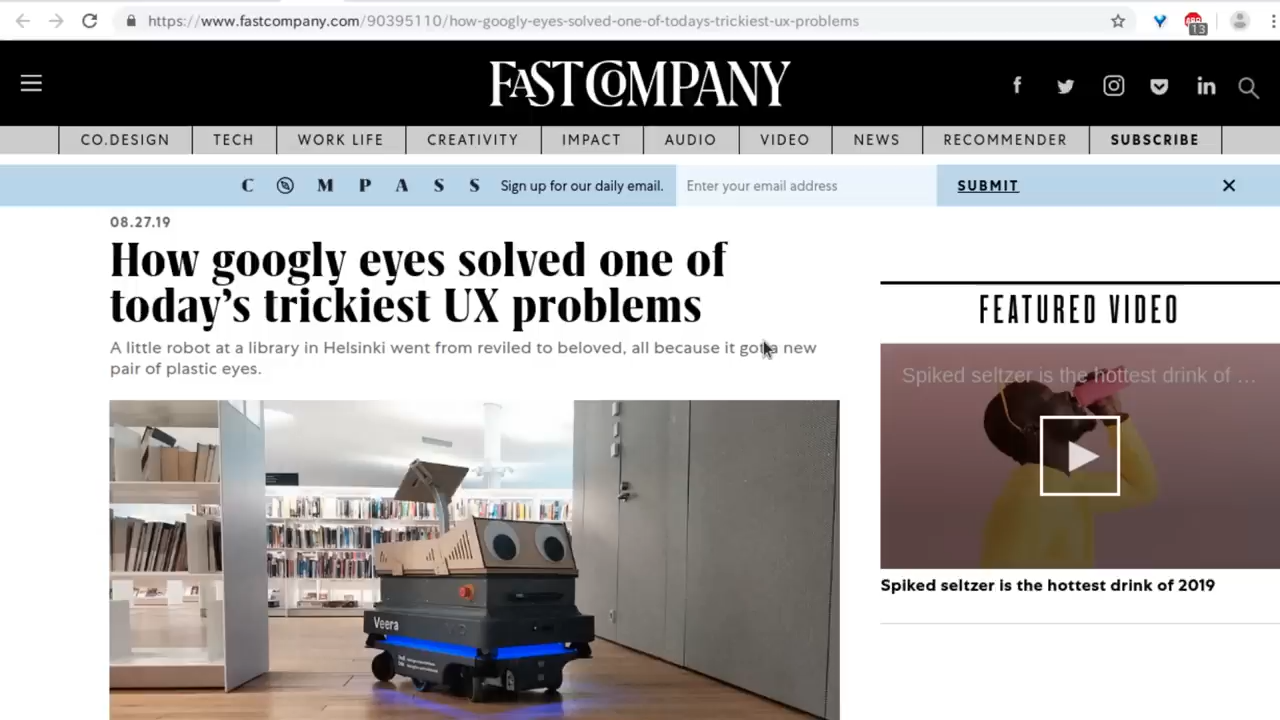 https://www.fastcompany.com/90395110/how-googly-eyes-solved-one-of-todays-trickiest-ux-problems
13
FAST COMPANY
CO.DESIGN TECH WORK LIFE CREATIVITY IMPACT AUDIO VIDEO NEWS RECOMMENDER SUBSCRIBE
COMPASS Sign up for our daily email. Enter your email address SUBMIT
08.27.19
How googly eyes solved one of
today's trickiest UX problems
A little robot at a library in Helsinki went from reviled to beloved, all because it got a new
pair of plastic eyes.
Veera
FEATURED VIDEO
Spiked seltzer is the hottest drink of ...
Spiked seltzer is the hottest drink of 2019